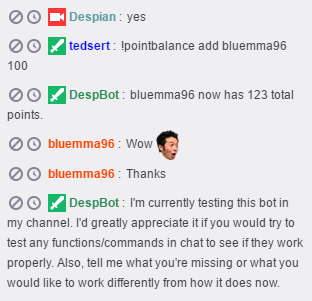 Despian: yes
tedsert: !pointbalance add bluemma96
100
DespBot: bluemma96 now has 123 total
points.
bluemma96: Wow
bluemma96: Thanks
DespBot: I'm currently testing this bot in
my channel. I'd greatly appreciate it if you would try to
test any functions/commands in chat to see if they work
properly. Also, tell me what you're missing or what you
would like to work differently from how it does now.